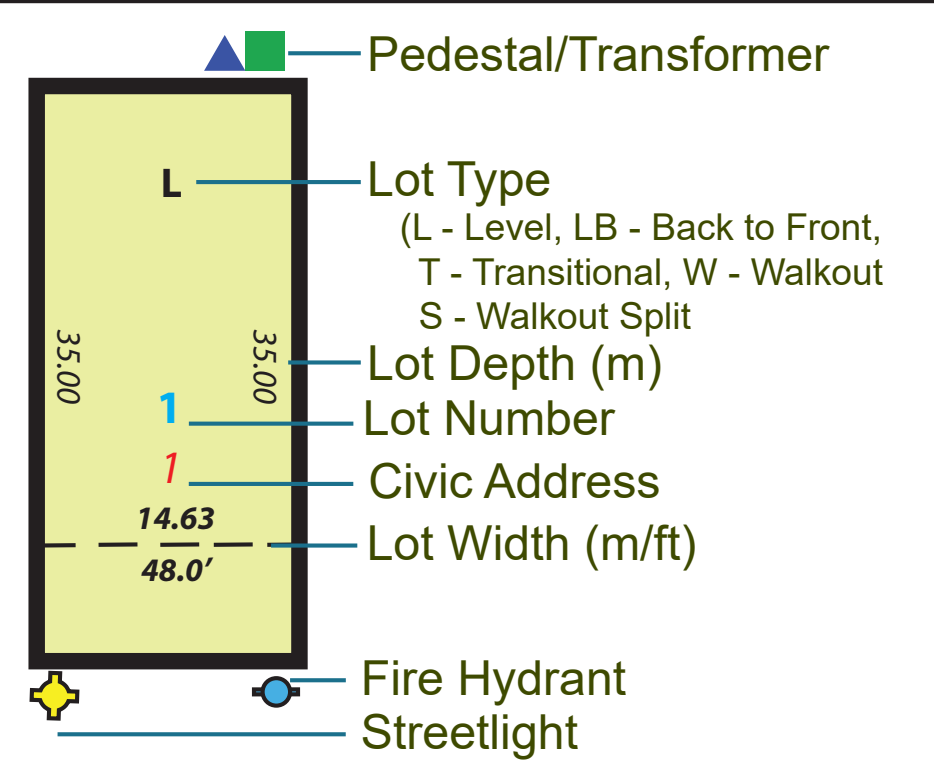 Pedestal/Transformer
L
Lot Type
(L - Level, LB - Back to Front,
T - Transitional, W - Walkout
S - Walkout Split
35.00
35.00
Lot Depth (m)
1
Lot Number
1
Civic Address
14.63
Lot Width (m/ft)
48.0′
Fire Hydrant
Streetlight